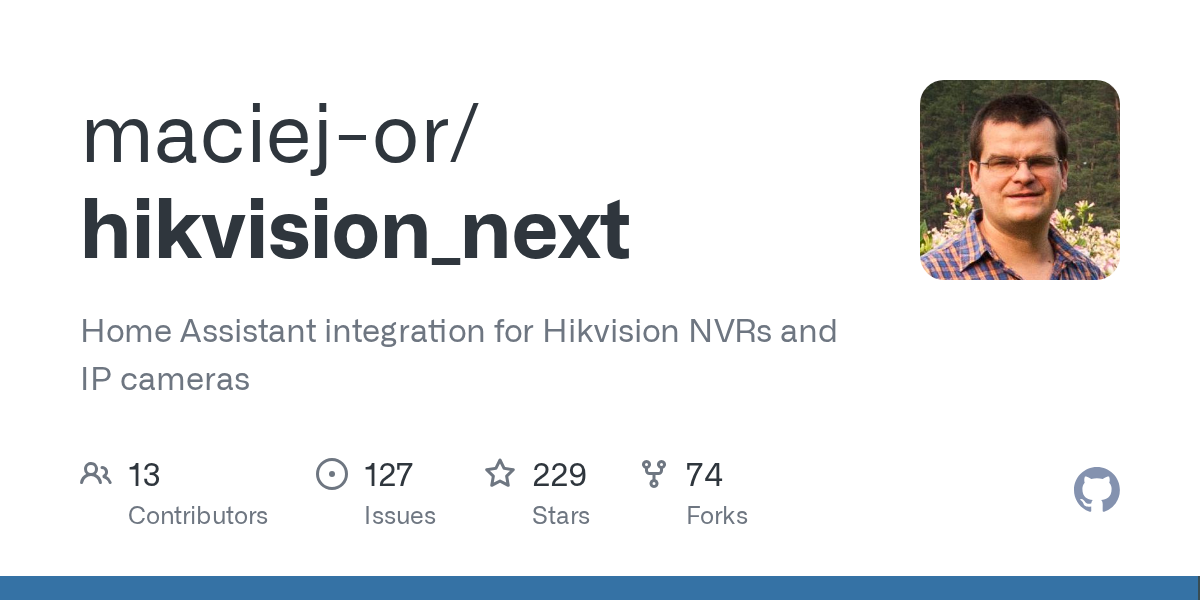 maciej-or/
hikvision_next
Home Assistant integration for Hikvision NVRs and
IP cameras
13 127 229 74
Contributors Issues Stars Forks